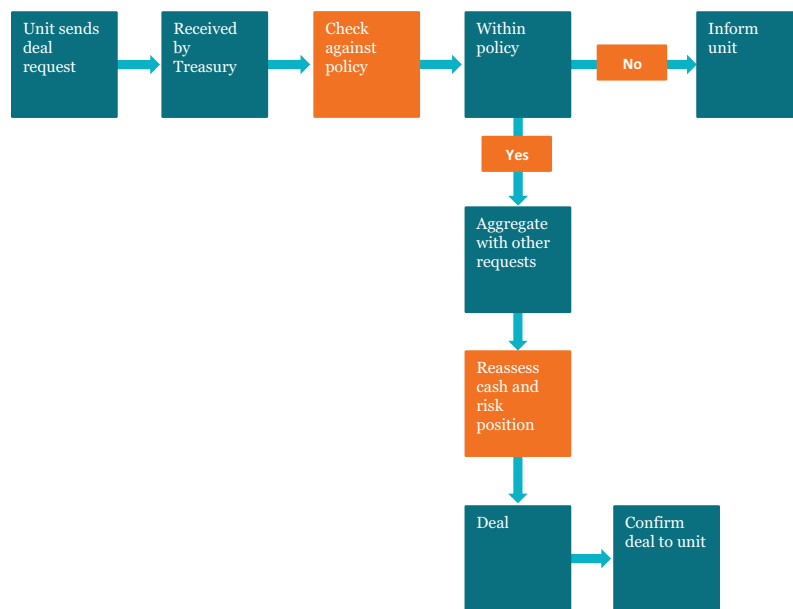 Unit sends
deal
request
Received
by
Treasury
Check
against
policy
Within
policy
No
Inform
unit
Yes
Aggregate
with other
requests
Reassess
cash and
risk
position
Deal
Confirm
deal to unit